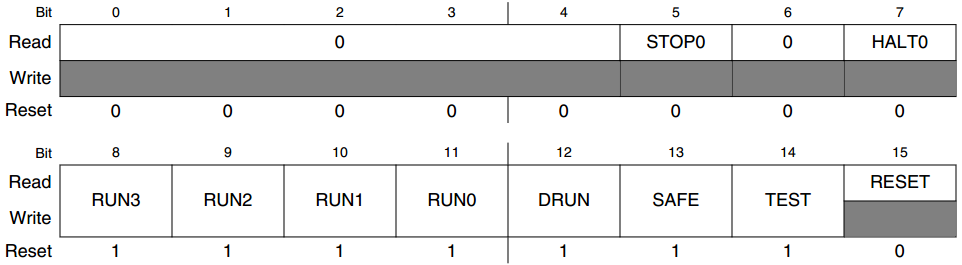 Bit 0 1 2 3 4 5 6 7
Read 0 STOP0 0 HALT0
Write
Reset 0 0 0 0 0 0 0 0
Bit 8 9 10 11 12 13 14 15
Read RUN3 RUN2 RUN1 RUN0 DRUN SAFE TEST RESET
Write
Reset 1 1 1 1 1 1 1 0